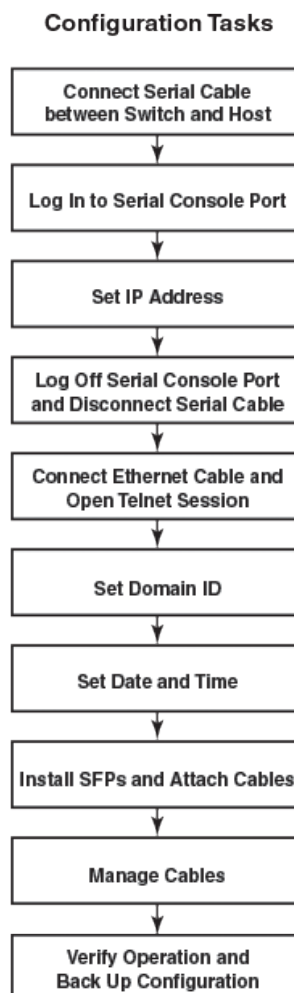 Configuration Tasks
Connect Serial Cable
between Switch and Host
Log In to Serial Console Port
Set IP Address
Log Off Serial Console Port
and Disconnect Serial Cable
Connect Ethernet Cable and
Open Telnet Session
Set Domain ID
Set Date and Time
Install SFPs and Attach Cables
Manage Cables
Verify Operation and
Back Up Configuration